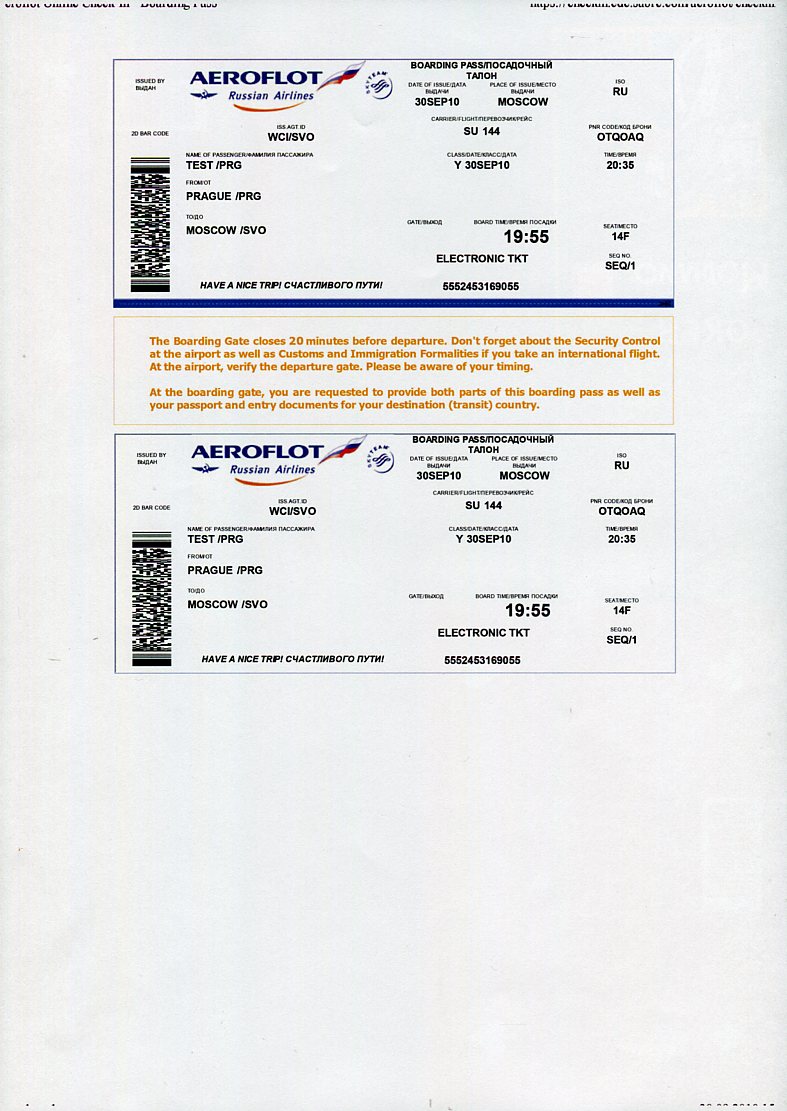 BOARDING PASS/ПОСАДОЧНЫЙ
ТАЛОН
ISSUED BY
ВЫДАН
AEROFLOT
Russian Airlines
SKYTEAM
DATE OF ISSUE/ДАТА ВЫДАЧИ
30SEP10
PLACE OF ISSUE/МЕСТО ВЫДАЧИ
MOSCOW
ISO
RU
2D BAR CODE
ISS.AGT.ID
WCI/SVO
CARRIER/FLIGHT/ПЕРЕВОЗЧИК/РЕЙС
SU 144
PNR CODE/КОД БРОНИ
OTQOAQ
NAME OF PASSENGER/ФАМИЛИЯ ПАССАЖИРА
TEST /PRG
CLASS/DATE/КЛАСС/ДАТА
Y 30SEP10
TIME/ВРЕМЯ
20:35
FROM/ОТ
PRAGUE /PRG
TO/ДО
MOSCOW /SVO
GATE/ВЫХОД
BOARD TIME/ВРЕМЯ ПОСАДКИ
19:55
SEAT/МЕСТО
14F
ELECTRONIC TKT
SEQ NO.
SEQ/1
HAVE A NICE TRIP! СЧАСТЛИВОГО ПУТИ!
5552453169055
The Boarding Gate closes 20 minutes before departure. Don't forget about the Security Control
at the airport as well as Customs and Immigration Formalities if you take an international flight.
At the airport, verify the departure gate. Please be aware of your timing.
At the boarding gate, you are requested to provide both parts of this boarding pass as well as
your passport and entry documents for your destination (transit) country.
BOARDING PASS/ПОСАДОЧНЫЙ
ТАЛОН
ISSUED BY
ВЫДАН
AEROFLOT
Russian Airlines
SKYTEAM
DATE OF ISSUE/ДАТА ВЫДАЧИ
30SEP10
PLACE OF ISSUE/МЕСТО ВЫДАЧИ
MOSCOW
ISO
RU
2D BAR CODE
ISS.AGT.ID
WCI/SVO
CARRIER/FLIGHT/ПЕРЕВОЗЧИК/РЕЙС
SU 144
PNR CODE/КОД БРОНИ
OTQOAQ
NAME OF PASSENGER/ФАМИЛИЯ ПАССАЖИРА
TEST /PRG
CLASS/DATE/КЛАСС/ДАТА
Y 30SEP10
TIME/ВРЕМЯ
20:35
FROM/ОТ
PRAGUE /PRG
TO/ДО
MOSCOW /SVO
GATE/ВЫХОД
BOARD TIME/ВРЕМЯ ПОСАДКИ
19:55
SEAT/МЕСТО
14F
ELECTRONIC TKT
SEQ NO.
SEQ/1
HAVE A NICE TRIP! СЧАСТЛИВОГО ПУТИ!
5552453169055